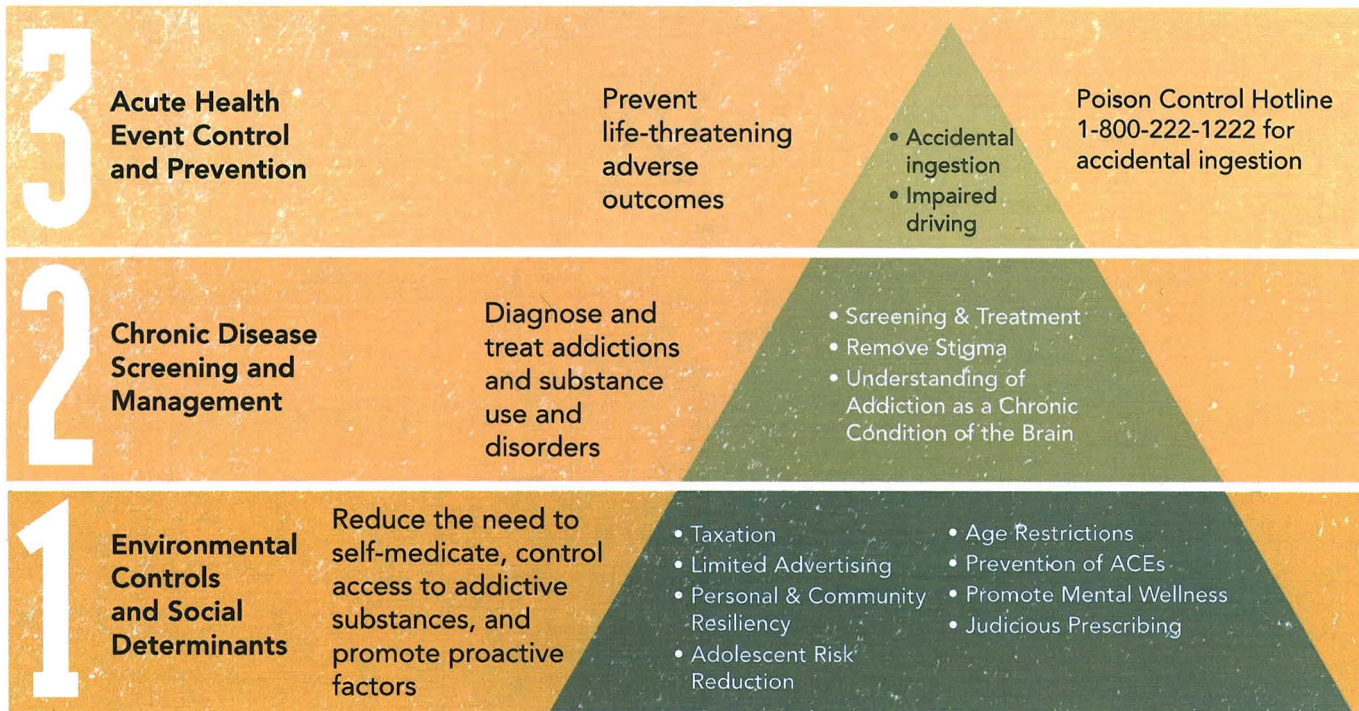 3
Acute Health
Event Control
and Prevention
Prevent
life-threatening
adverse
outcomes
• Accidental
ingestion
• Impaired
driving
Poison Control Hotline
1-800-222-1222 for
accidental ingestion
2
Chronic Disease
Screening and
Management
Diagnose and
treat addictions
and substance
use and
disorders
• Screening & Treatment
• Remove Stigma
• Understanding of
Addiction as a Chronic
Condition of the Brain
1
Environmental
Controls
and Social
Determinants
Reduce the need to
self-medicate, control
access to addictive
substances, and
promote proactive
factors
• Taxation
• Limited Advertising
• Personal & Community
Resiliency
• Adolescent Risk
Reduction
• Age Restrictions
• Prevention of ACEs
• Promote Mental Wellness
• Judicious Prescribing